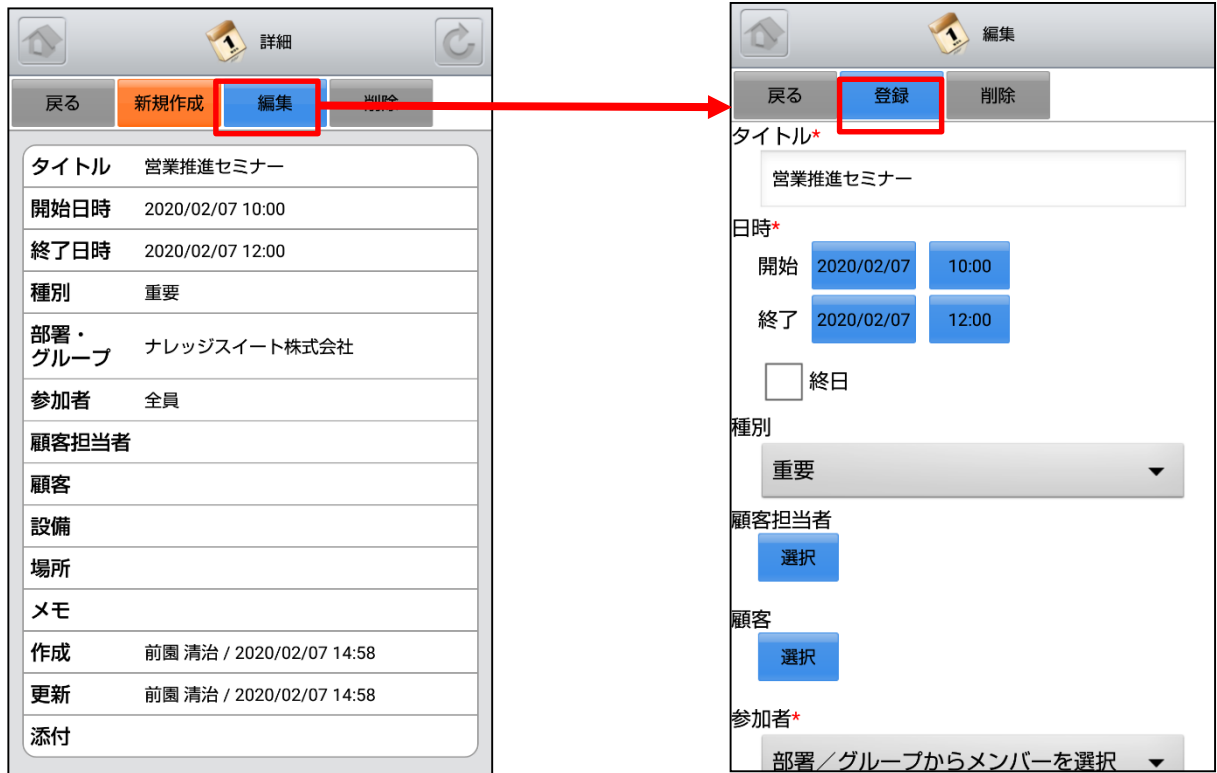 詳細
戻る 新規作成 編集 削除
タイトル 営業推進セミナー
開始日時 2020/02/07 10:00
終了日時 2020/02/07 12:00
種別 重要
部署・
グループ ナレッジスイート株式会社
参加者 全員
顧客担当者
顧客
設備
場所
メモ
作成 前園 清治 / 2020/02/07 14:58
更新 前園 清治 / 2020/02/07 14:58
添付
編集
戻る 登録 削除
タイトル*
営業推進セミナー
日時*
開始 2020/02/07 10:00
終了 2020/02/07 12:00
終日
種別
重要
顧客担当者
選択
顧客
選択
参加者*
部署／グループからメンバーを選択